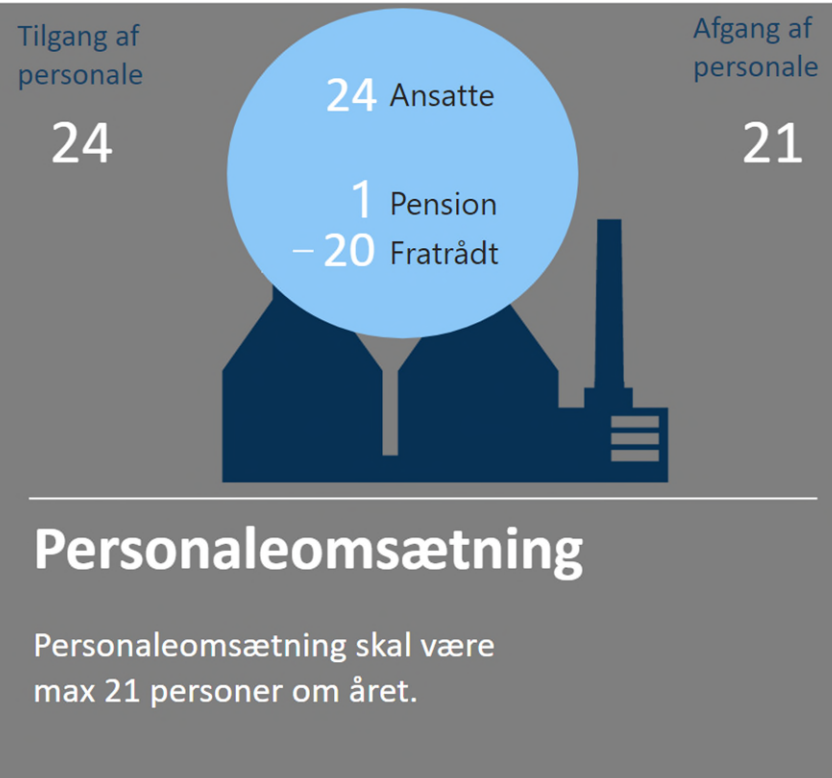 Tilgang af
personale
24
24 Ansatte
1 Pension
– 20 Fratrådt
Afgang af
personale
21
Personaleomsætning
Personaleomsætning skal være
max 21 personer om året.